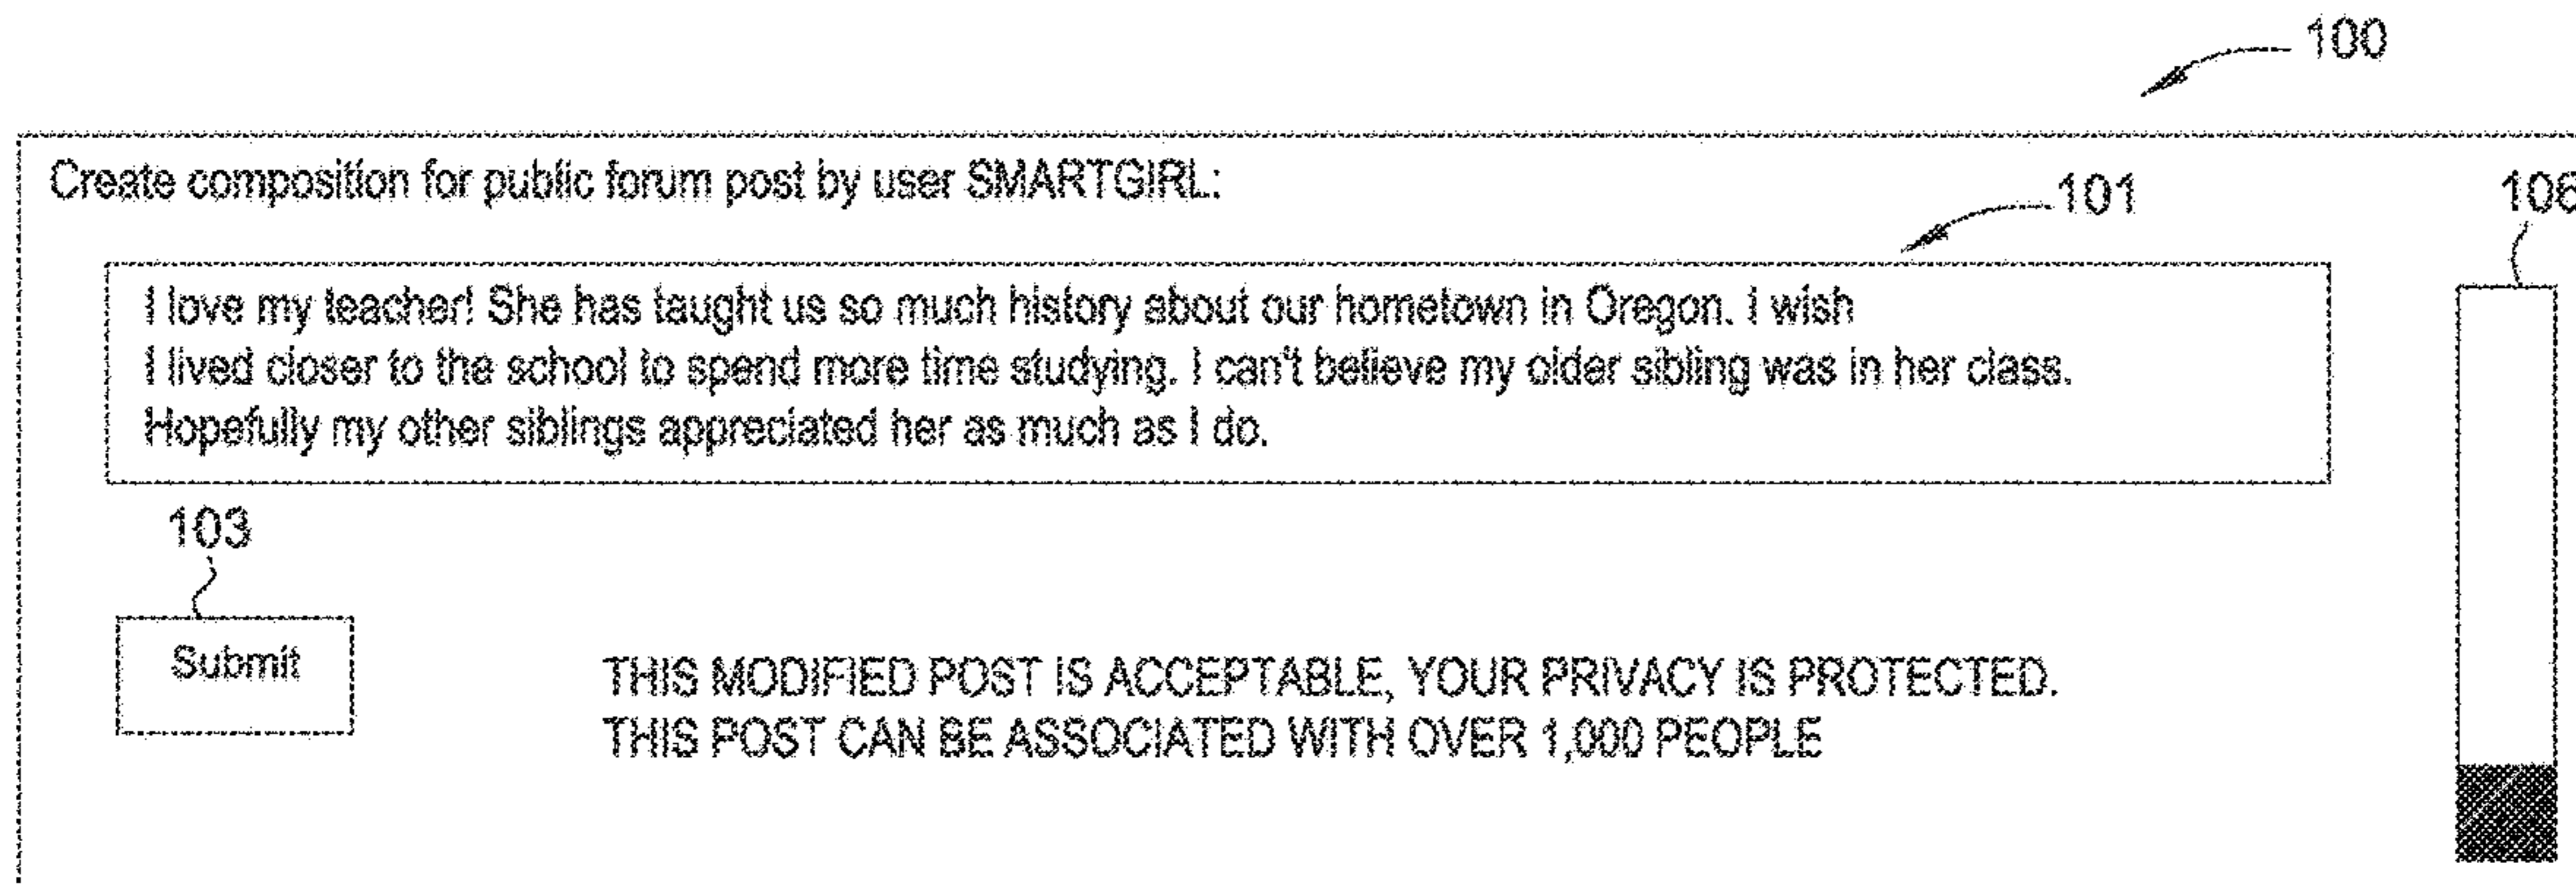 100
Create composition for public forum post by user SMARTGIRL:
101
106
I love my teacher! She has taught us so much history about our hometown in Oregon. I wish
I lived closer to the school to spend more time studying. I can't believe my older sibling was in her class.
Hopefully my other siblings appreciated her as much as I do.
103
Submit
THIS MODIFIED POST IS ACCEPTABLE, YOUR PRIVACY IS PROTECTED.
THIS POST CAN BE ASSOCIATED WITH OVER 1,000 PEOPLE